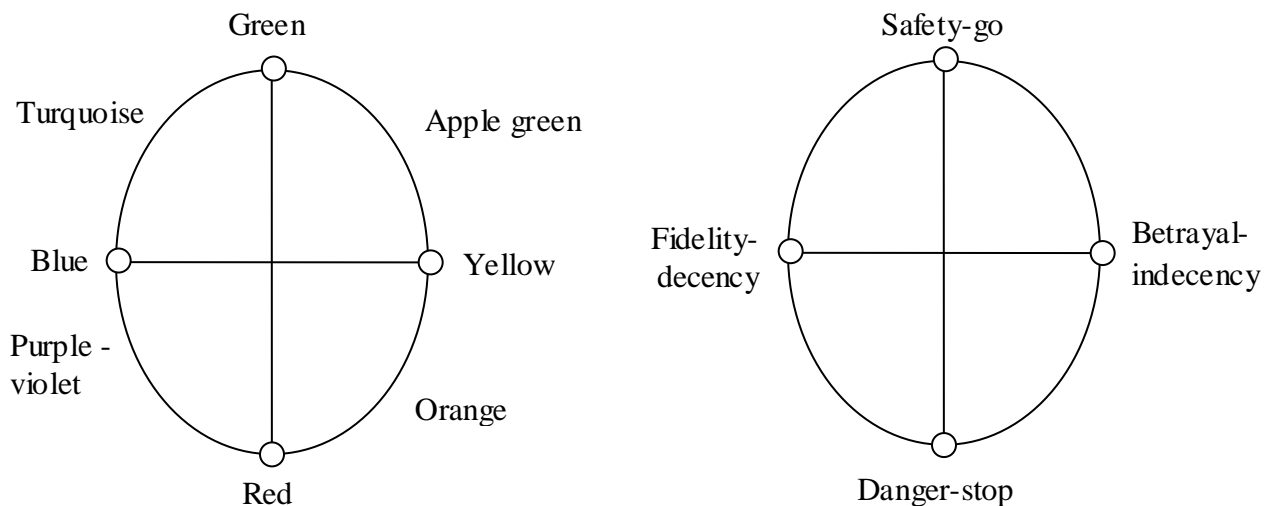 Green
Turquoise
Apple green
Blue
Yellow
Purple -
violet
Orange
Red
Safety-go
Fidelity-
decency
Betrayal-
indecency
Danger-stop